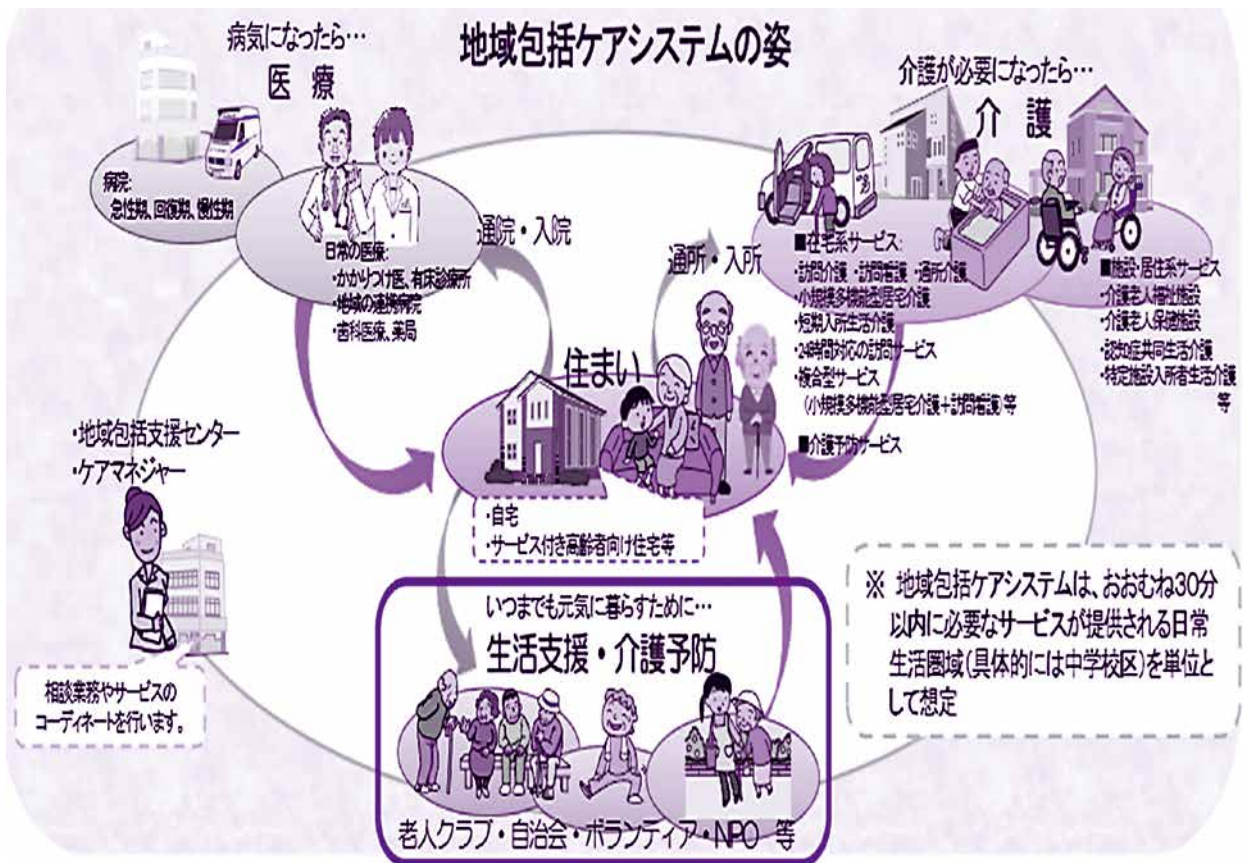 地域包括ケアシステムの姿
病気になったら…
医療
病院:
急性期、回復期、慢性期
日常の医療:
・かかりつけ医、有床診療所
・地域の連携病院
・歯科医療、薬局
通院・入院
通所・入所
介護が必要になったら…
介護
■在宅系サービス:
・訪問介護・訪問看護・通所介護
・小規模多機能型居宅介護
・短期入所生活介護
・24時間対応の訪問サービス
・複合型サービス
(小規模多機能型居宅介護+訪問看護)等
■介護予防サービス
■施設・居住系サービス
・介護老人福祉施設
・介護老人保健施設
・認知症共同生活介護
・特定施設入所者生活介護
等
住まい
・自宅
・サービス付き高齢者向け住宅等
・地域包括支援センター
・ケアマネジャー
相談業務やサービスの
コーディネートを行います。
いつまでも元気に暮らすために…
生活支援・介護予防
老人クラブ・自治会・ボランティア・NPO 等
※ 地域包括ケアシステムは、おおむね30分
以内に必要なサービスが提供される日常
生活圏域(具体的には中学校区)を単位と
して想定